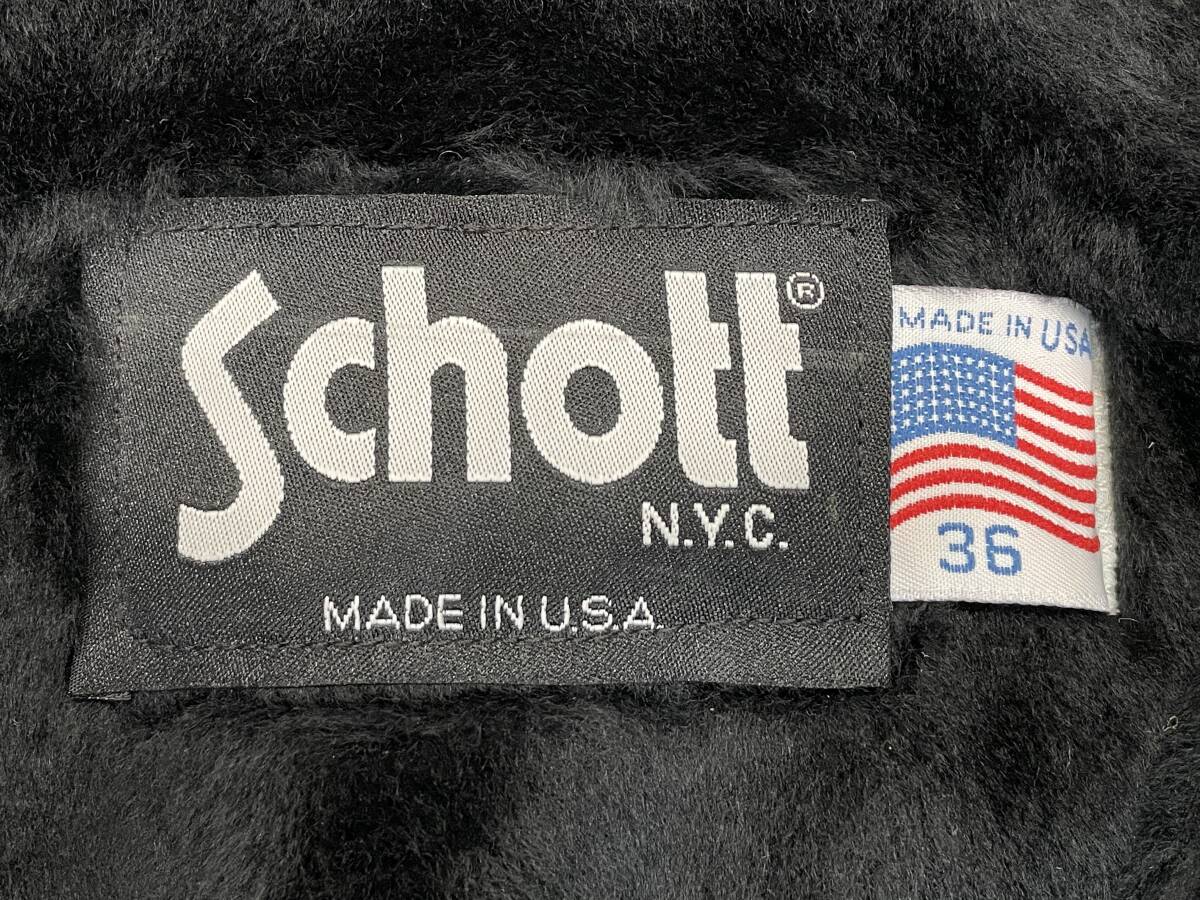 Schott®
N.Y.C.
MADE IN U.S.A.
MADE IN USA
36